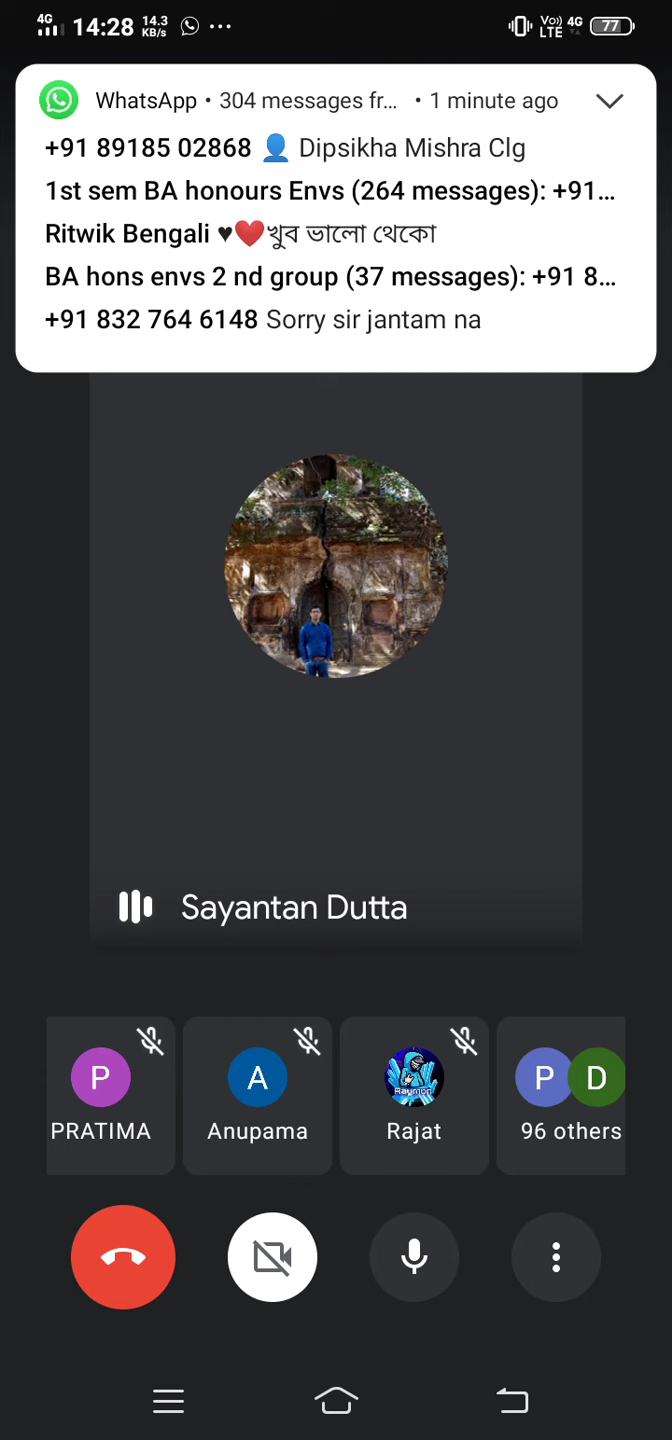 4G 14:28 14.3 KB/s ... Vo) LTE 4G 77
WhatsApp • 304 messages fr... • 1 minute ago
+91 89185 02868 👤 Dipsikha Mishra Clg
1st sem BA honours Envs (264 messages): +91...
Ritwik Bengali ♥❤️খুব ভালো থেকো
BA hons envs 2 nd group (37 messages): +91 8...
+91 832 764 6148 Sorry sir jantam na
Sayantan Dutta
P A Raymon P D
PRATIMA Anupama Rajat 96 others